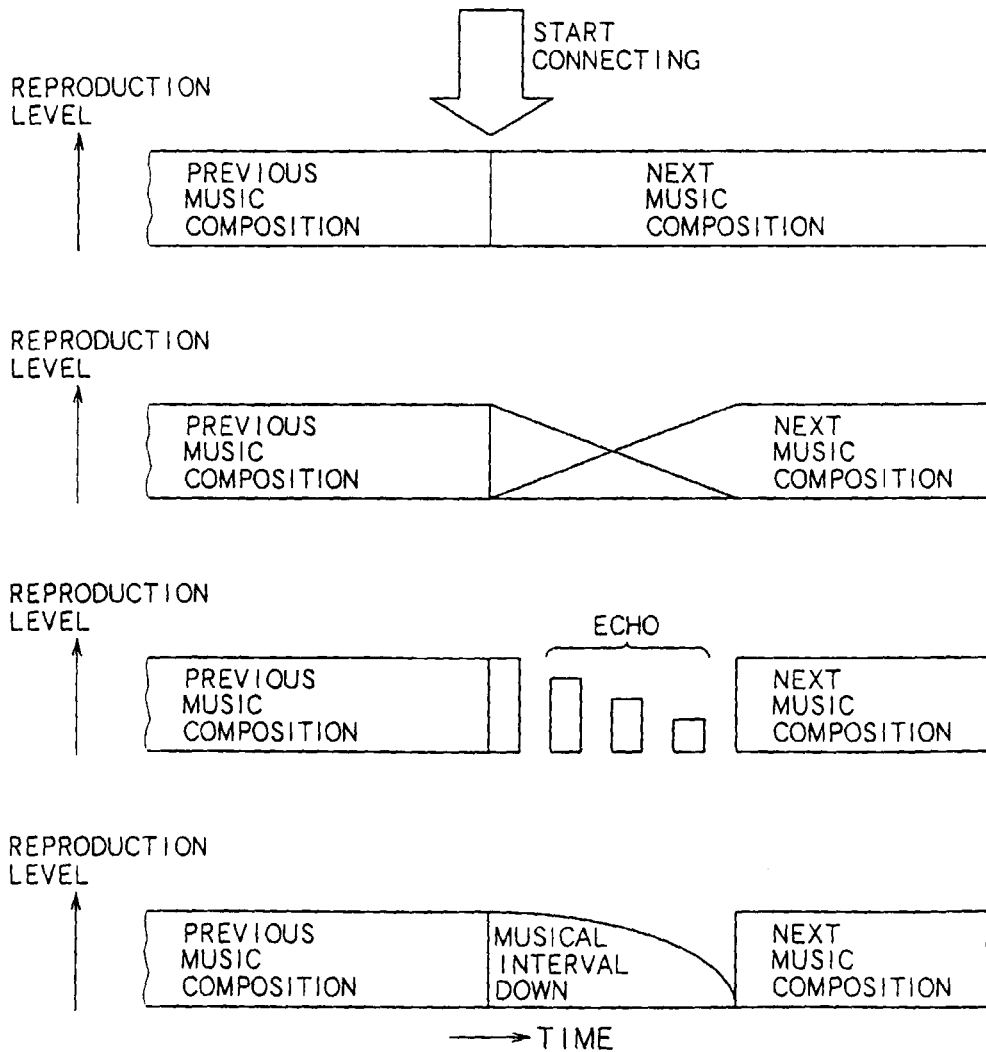 START
CONNECTING
REPRODUCTION
LEVEL
PREVIOUS
MUSIC
COMPOSITION
NEXT
MUSIC
COMPOSITION
REPRODUCTION
LEVEL
PREVIOUS
MUSIC
COMPOSITION
NEXT
MUSIC
COMPOSITION
REPRODUCTION
LEVEL
ECHO
PREVIOUS
MUSIC
COMPOSITION
NEXT
MUSIC
COMPOSITION
REPRODUCTION
LEVEL
PREVIOUS
MUSIC
COMPOSITION
MUSICAL
INTERVAL
DOWN
NEXT
MUSIC
COMPOSITION
TIME